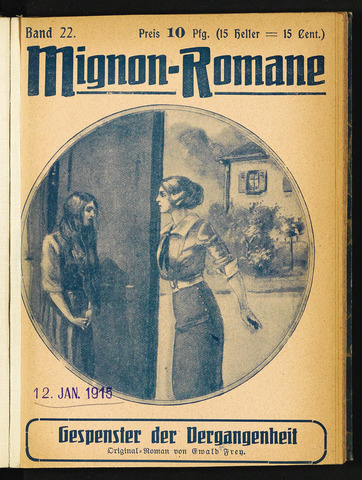 Band 22.
Preis 10 Pfg. (15 Heller = 15 Cent.)
Mignon-Romane
12. JAN. 1915
Gespenster der Vergangenheit
Original-Roman von Ewald Frey.